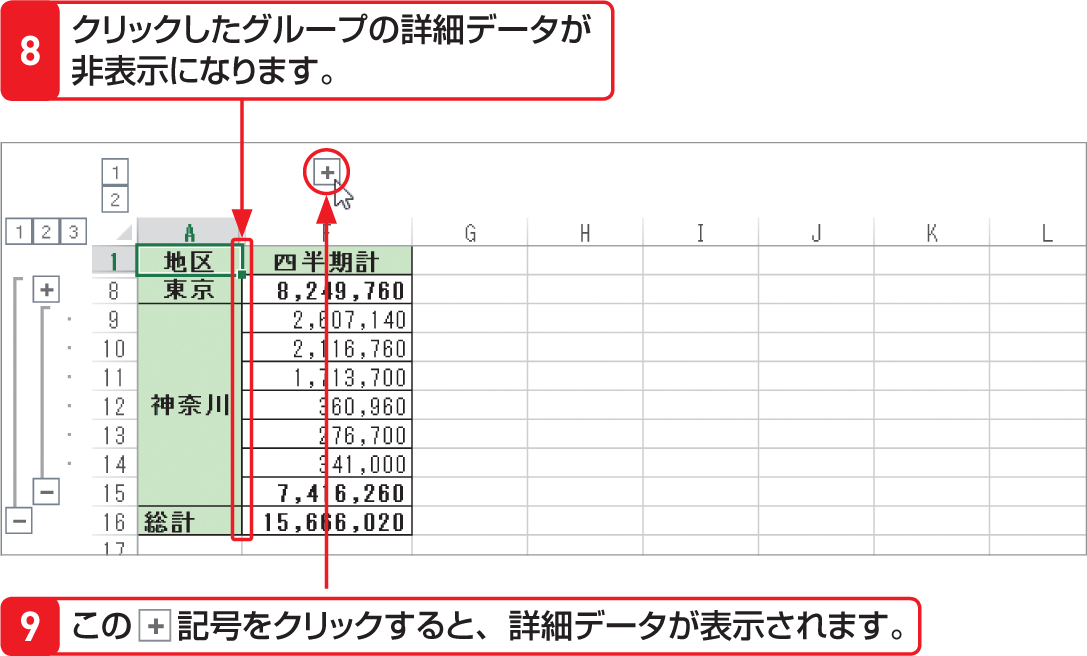 8 クリックしたグループの詳細データが
非表示になります。
1
2
1 2 3 A F G H I J K L
1 地区 四半期計
8 東京 8,249,760
9 2,607,140
10 2,116,760
11 1,713,700
12 神奈川 360,960
13 276,700
14 341,000
15 7,416,260
16 総計 15,666,020
17
9 この + 記号をクリックすると、詳細データが表示されます。